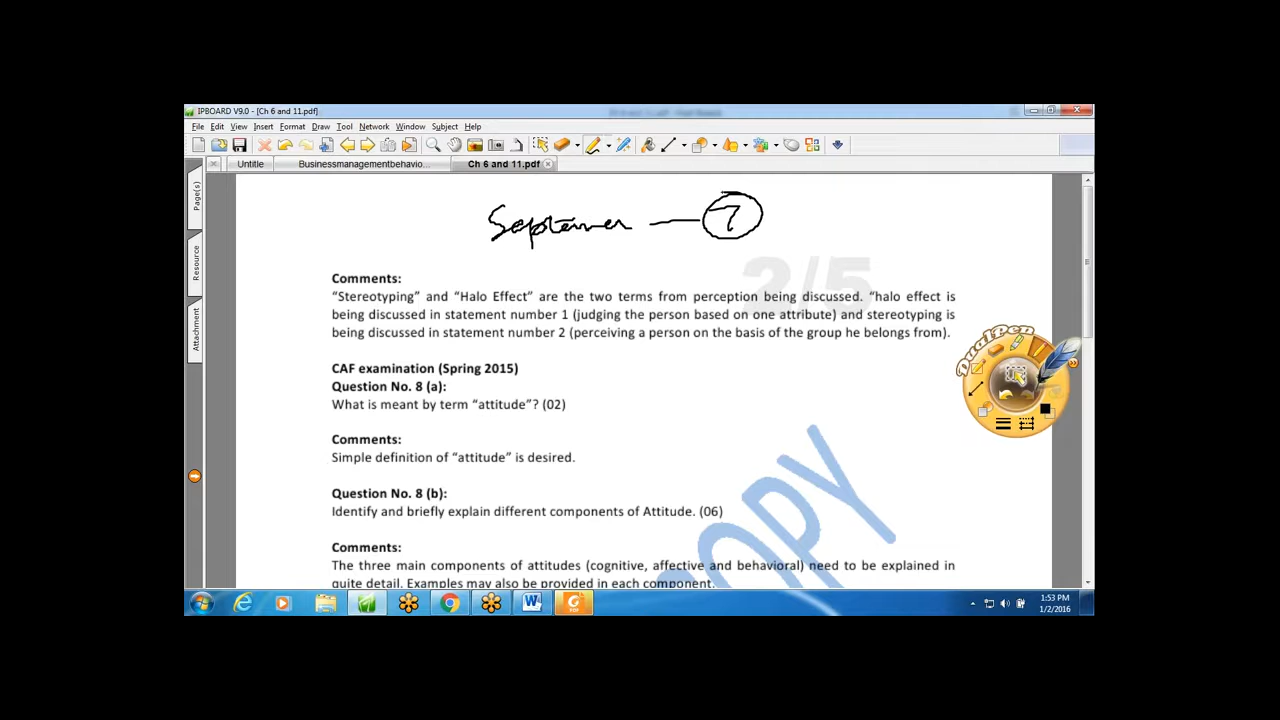 IPBOARD V9.0 - [Ch 6 and 11.pdf]
File Edit View Insert Format Draw Tool Network Window Subject Help
Untitle Businessmanagementbehavio... Ch 6 and 11.pdf
Page(s)
Resource
Attachment
7
2/5
Comments:
“Stereotyping” and “Halo Effect” are the two terms from perception being discussed. “halo effect is
being discussed in statement number 1 (judging the person based on one attribute) and stereotyping is
being discussed in statement number 2 (perceiving a person on the basis of the group he belongs from).
DualPen
CAF examination (Spring 2015)
Question No. 8 (a):
What is meant by term “attitude”? (02)
Comments:
Simple definition of “attitude” is desired.
Question No. 8 (b):
Identify and briefly explain different components of Attitude. (06)
OPY
Comments:
The three main components of attitudes (cognitive, affective and behavioral) need to be explained in
quite detail. Examples may also be provided in each component.
1:53 PM
1/2/2016